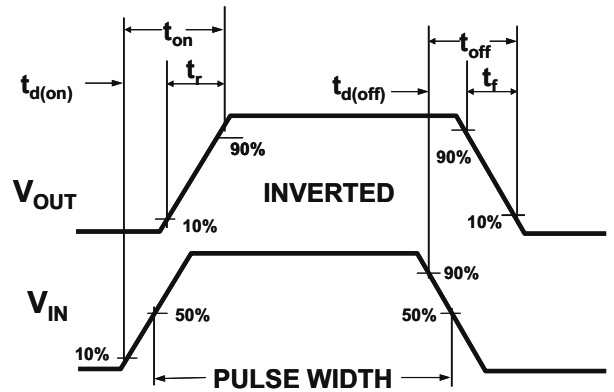 t_on t_off
t_d(on) t_r t_d(off) t_f
90% 90%
V_OUT INVERTED
10% 10%
90%
V_IN 50% 50%
10%
PULSE WIDTH